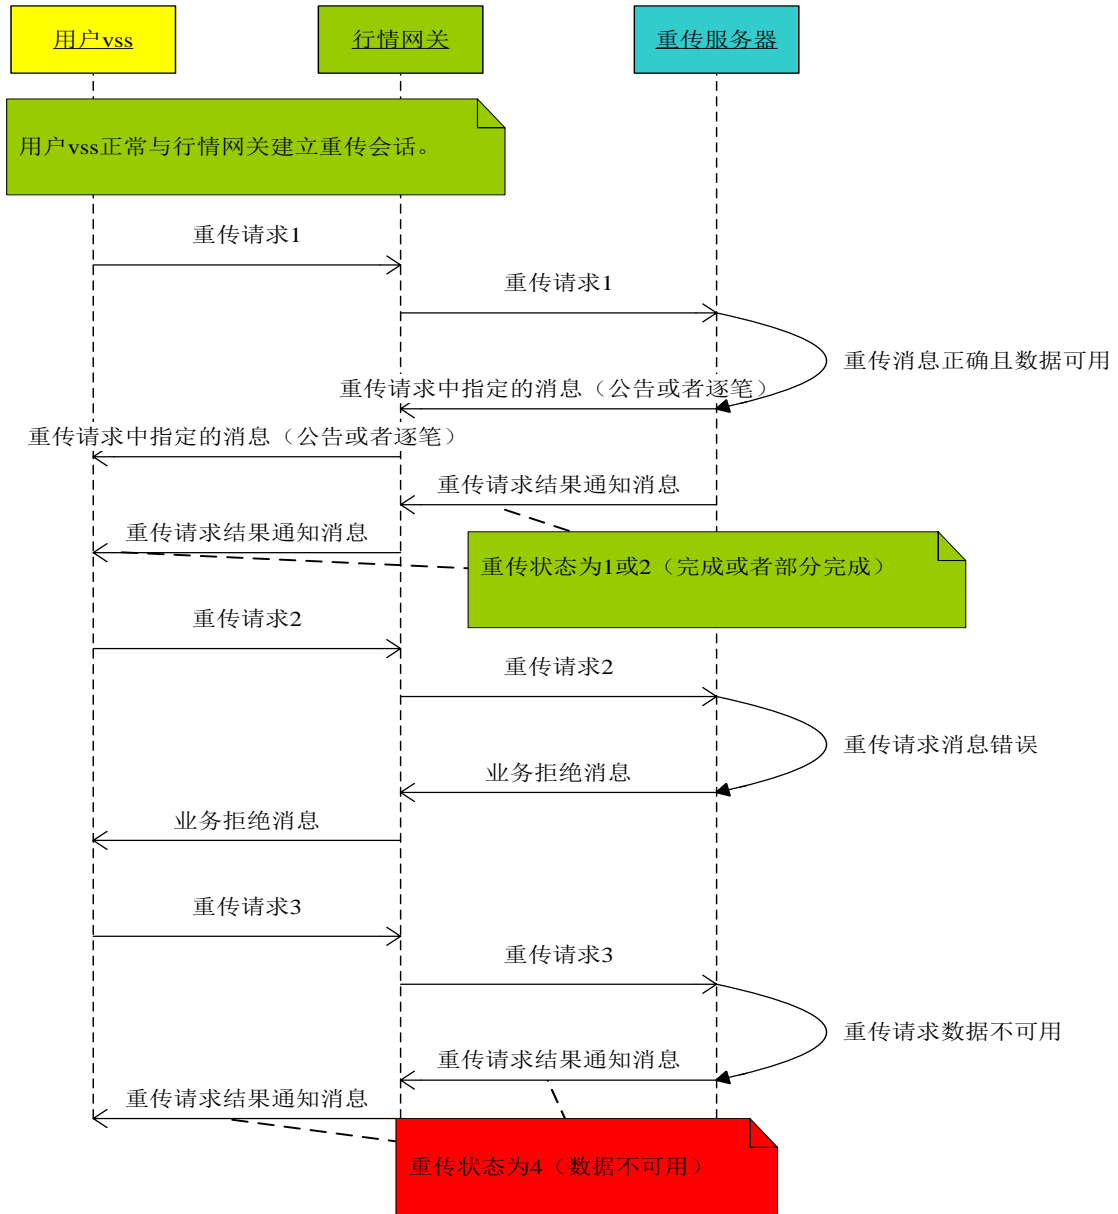 用户vss
行情网关
重传服务器
用户vss正常与行情网关建立重传会话。
重传请求1
重传请求1
重传消息正确且数据可用
重传请求中指定的消息（公告或者逐笔）
重传请求中指定的消息（公告或者逐笔）
重传请求结果通知消息
重传请求结果通知消息
重传状态为1或2（完成或者部分完成）
重传请求2
重传请求2
重传请求消息错误
业务拒绝消息
业务拒绝消息
重传请求3
重传请求3
重传请求数据不可用
重传请求结果通知消息
重传请求结果通知消息
重传状态为4（数据不可用）